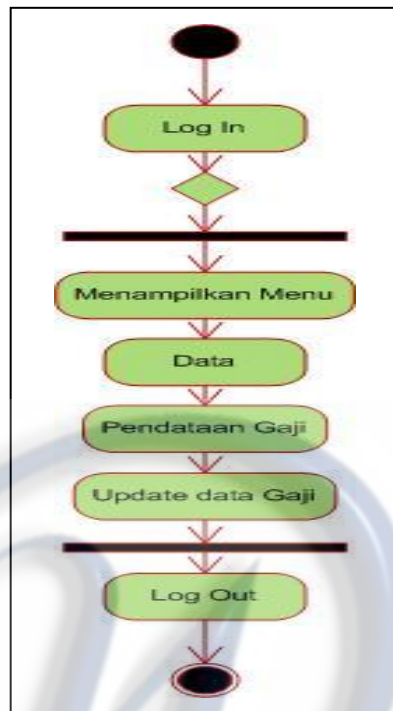 Log In
Menampilkan Menu
Data
Pendataan Gaji
Update data Gaji
Log Out